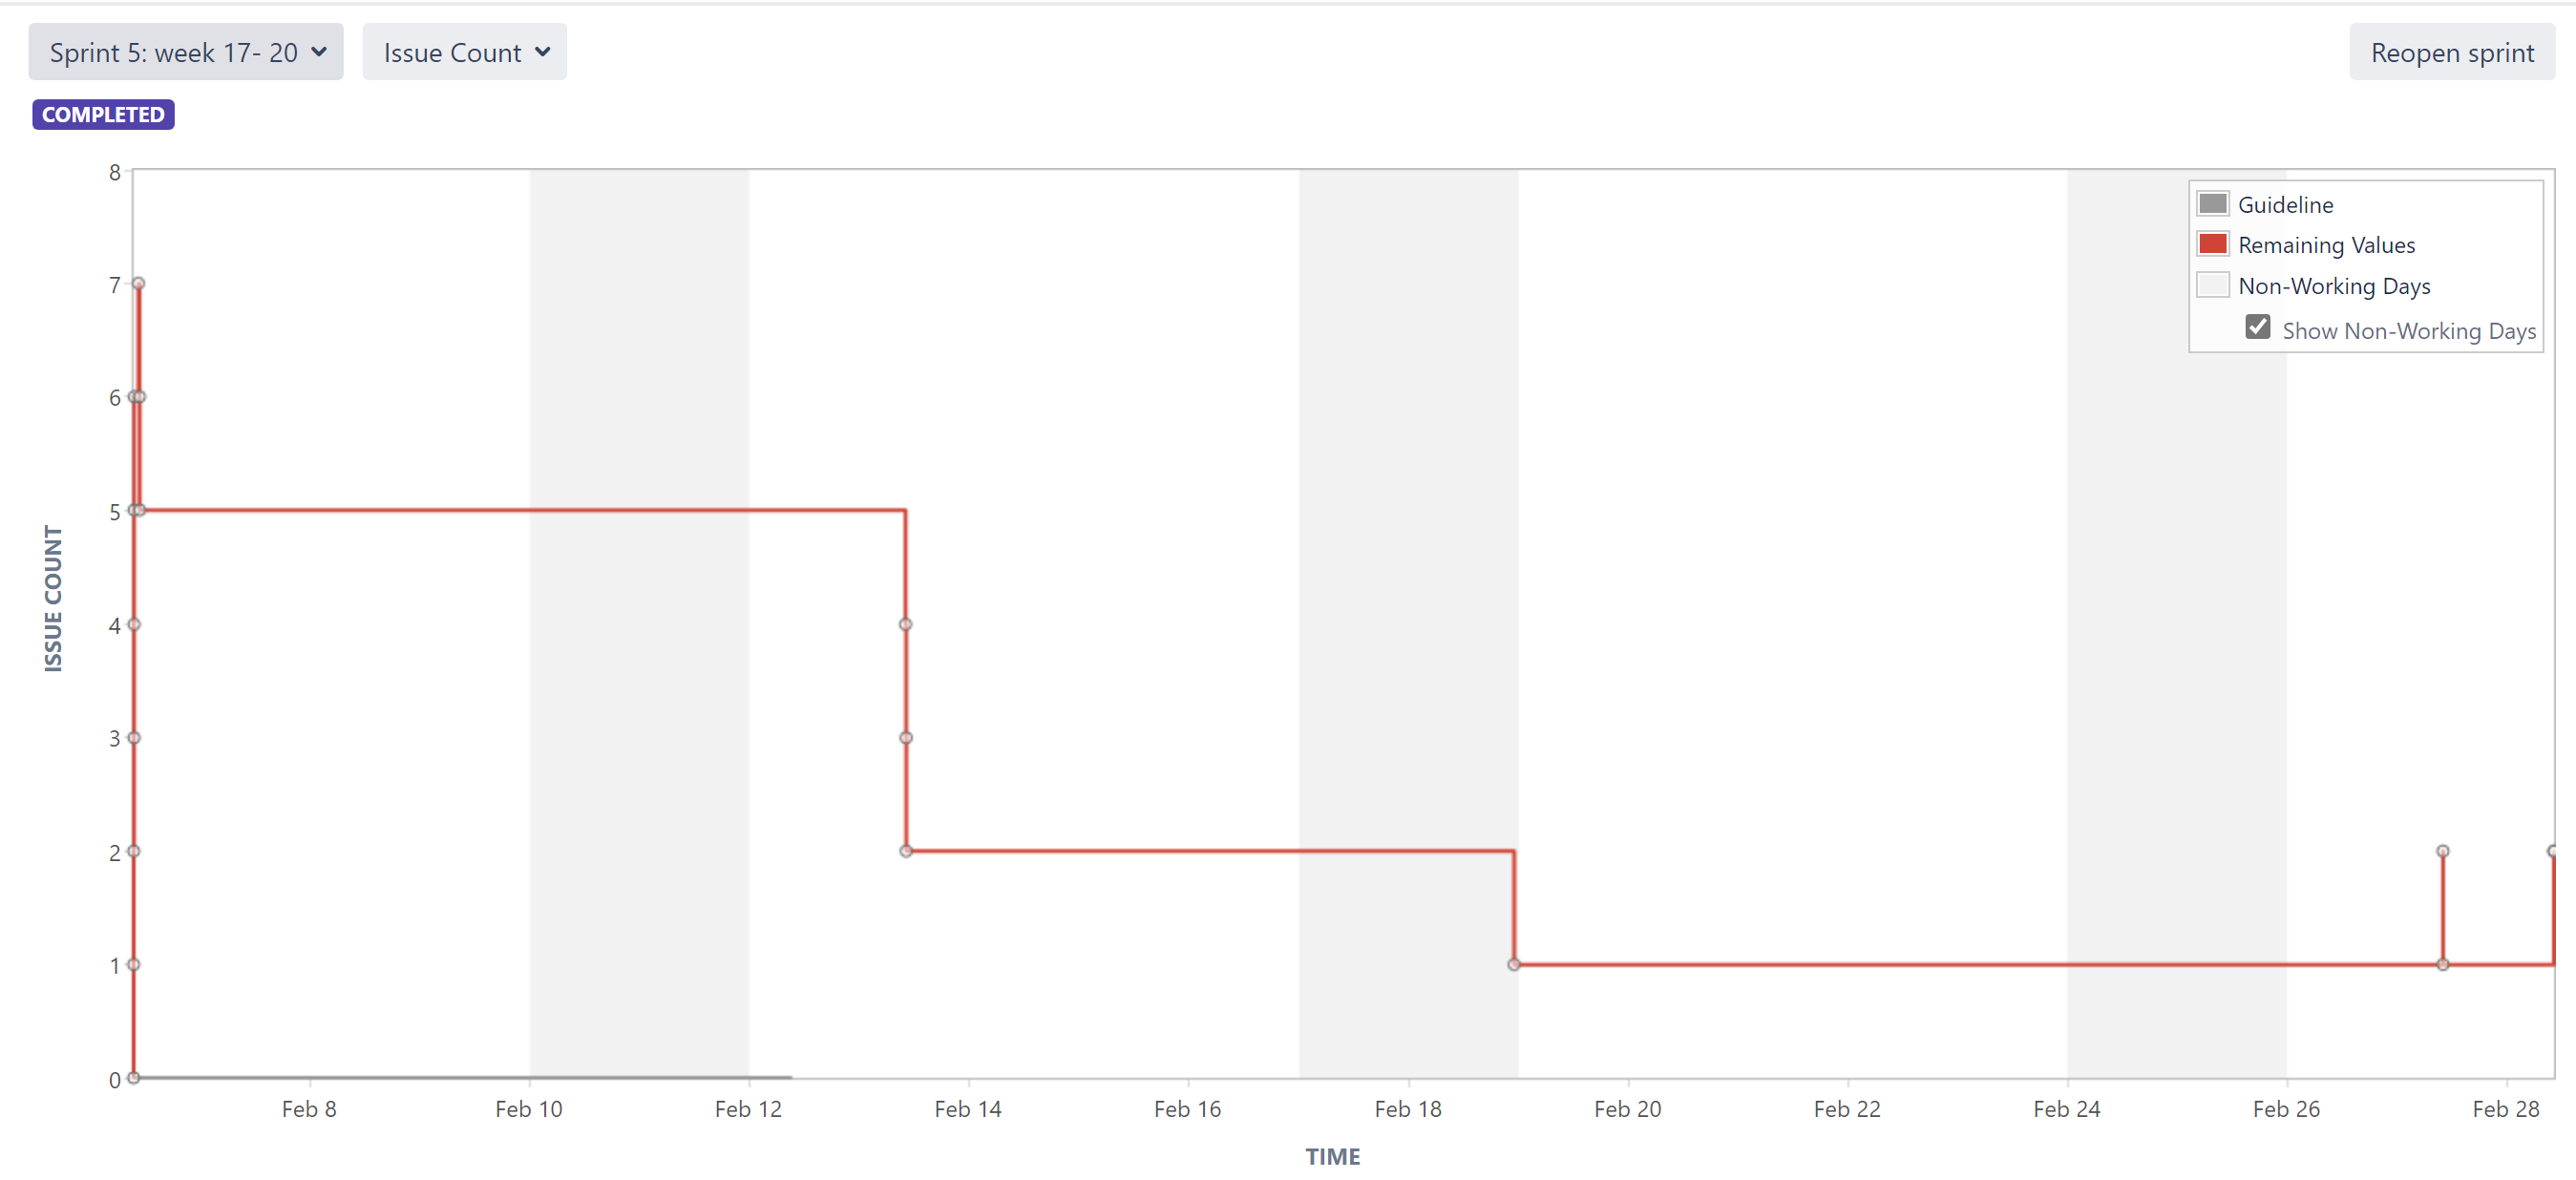 Sprint 5: week 17- 20
Issue Count
Reopen sprint
COMPLETED
8
7
6
5
4
3
2
1
0
ISSUE COUNT
Guideline
Remaining Values
Non-Working Days
Show Non-Working Days
Feb 8
Feb 10
Feb 12
Feb 14
Feb 16
Feb 18
Feb 20
Feb 22
Feb 24
Feb 26
Feb 28
TIME